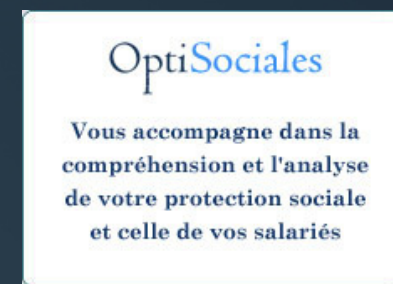 OptiSociales
Vous accompagne dans la
compréhension et l'analyse
de votre protection sociale
et celle de vos salariés